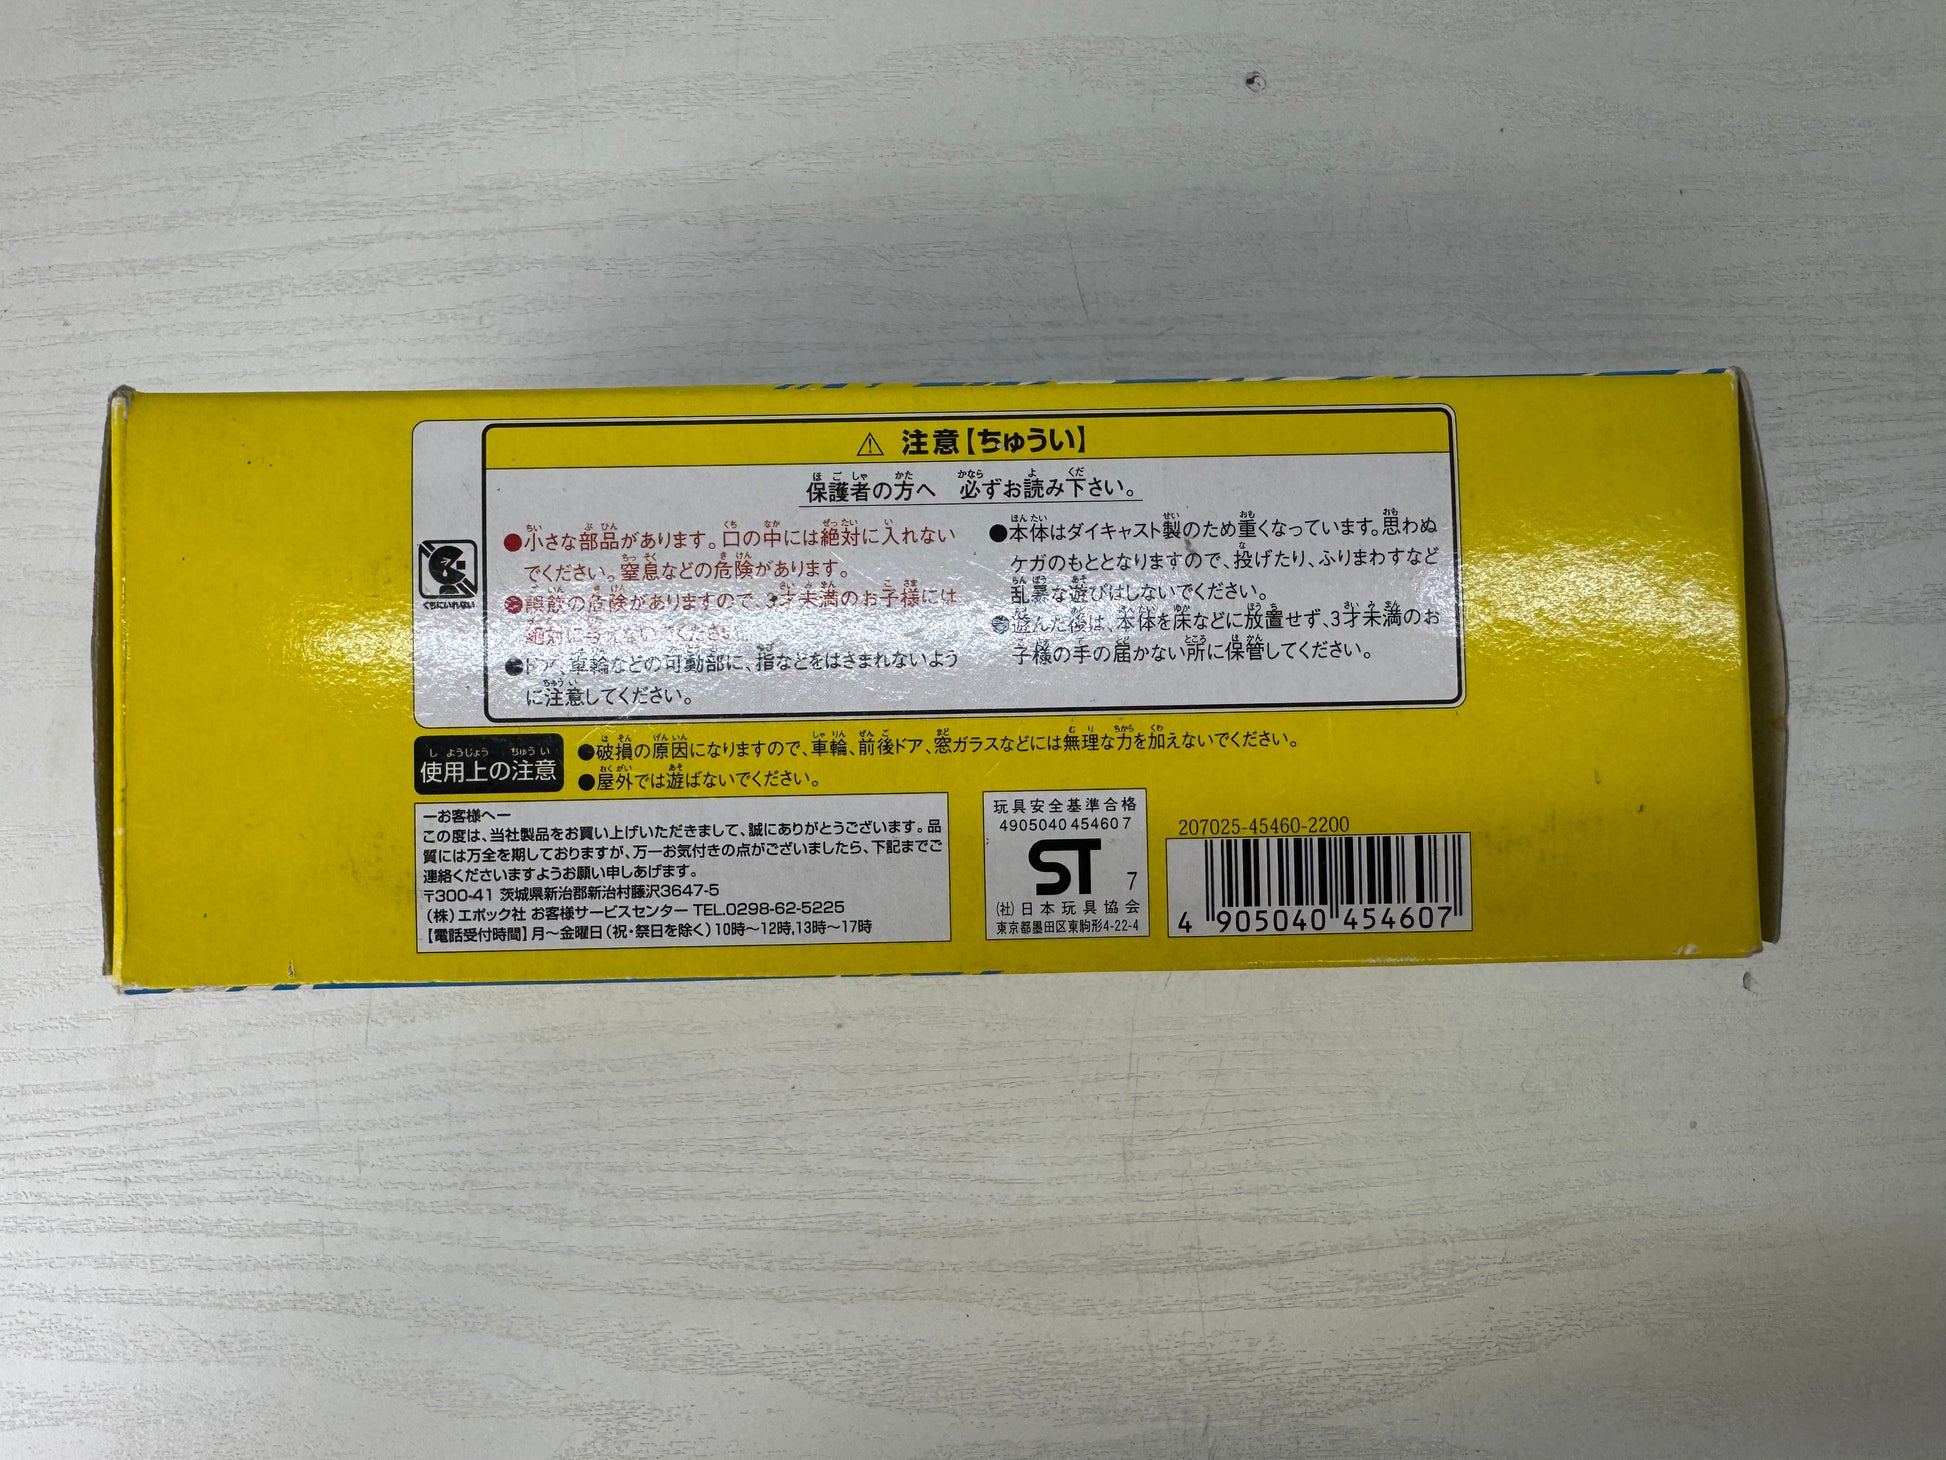 ⚠ 注意【ちゅうい】
保護者の方へ 必ずお読み下さい。
●小さな部品があります。口の中には絶対に入れない
でください。窒息などの危険があります。
●誤飲の危険がありますので、3才未満のお子様には
絶対に与えないでください。
●ドア、車輪などの可動部に、指などをはさまれないよう
に注意してください。
●本体はダイキャスト製のため重くなっています。思わぬ
ケガのもととなりますので、投げたり、ふりまわすなど
乱暴な遊びはしないでください。
●遊んだ後は、本体を床などに放置せず、3才未満のお
子様の手の届かない所に保管してください。
くちにいれない
使用上の注意
●破損の原因になりますので、車輪、前後ドア、窓ガラスなどには無理な力を加えないでください。
●屋外では遊ばないでください。
ーお客様へー
この度は、当社製品をお買い上げいただきまして、誠にありがとうございます。品
質には万全を期しておりますが、万一お気付きの点がございましたら、下記までご
連絡くださいますようお願い申しあげます。
〒300-41 茨城県新治郡新治村藤沢3647-5
(株)エポック社 お客様サービスセンター TEL.0298-62-5225
【電話受付時間】月〜金曜日(祝・祭日を除く)10時〜12時,13時〜17時
玩具安全基準合格
4905040454607
ST 7
(社)日本玩具協会
東京都墨田区東駒形4-22-4
207025-45460-2200
4 905040 454607